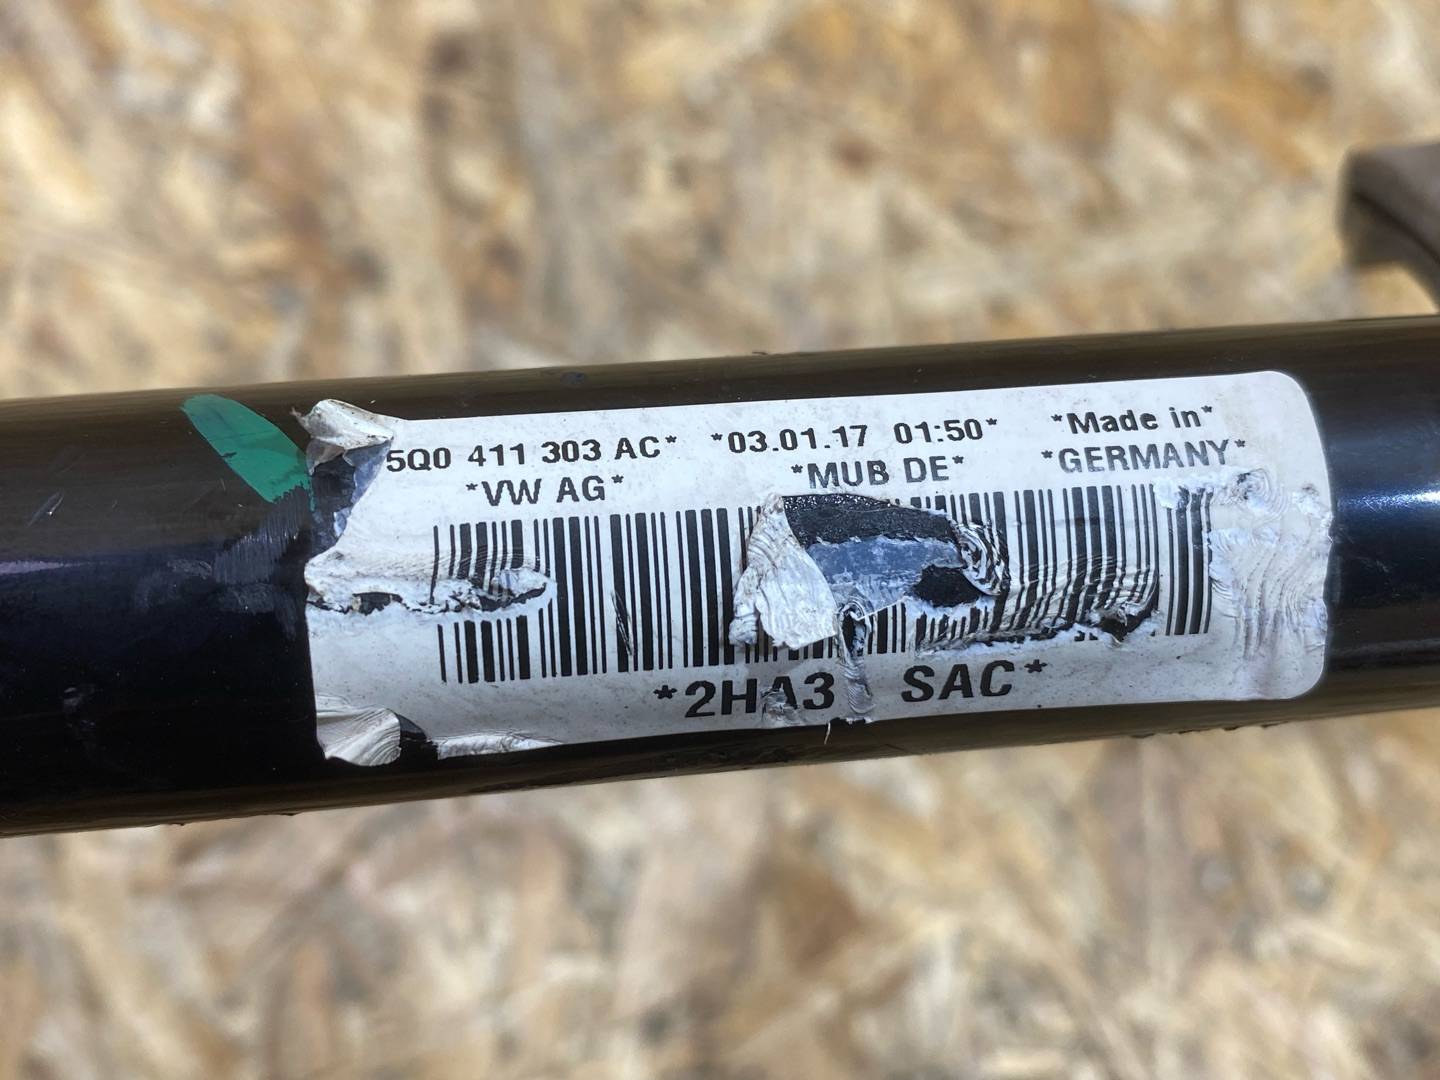 5Q0 411 303 AC* *03.01.17 01:50* *Made in*
*VW AG* *MUB DE* *GERMANY*
*2HA3 SAC*